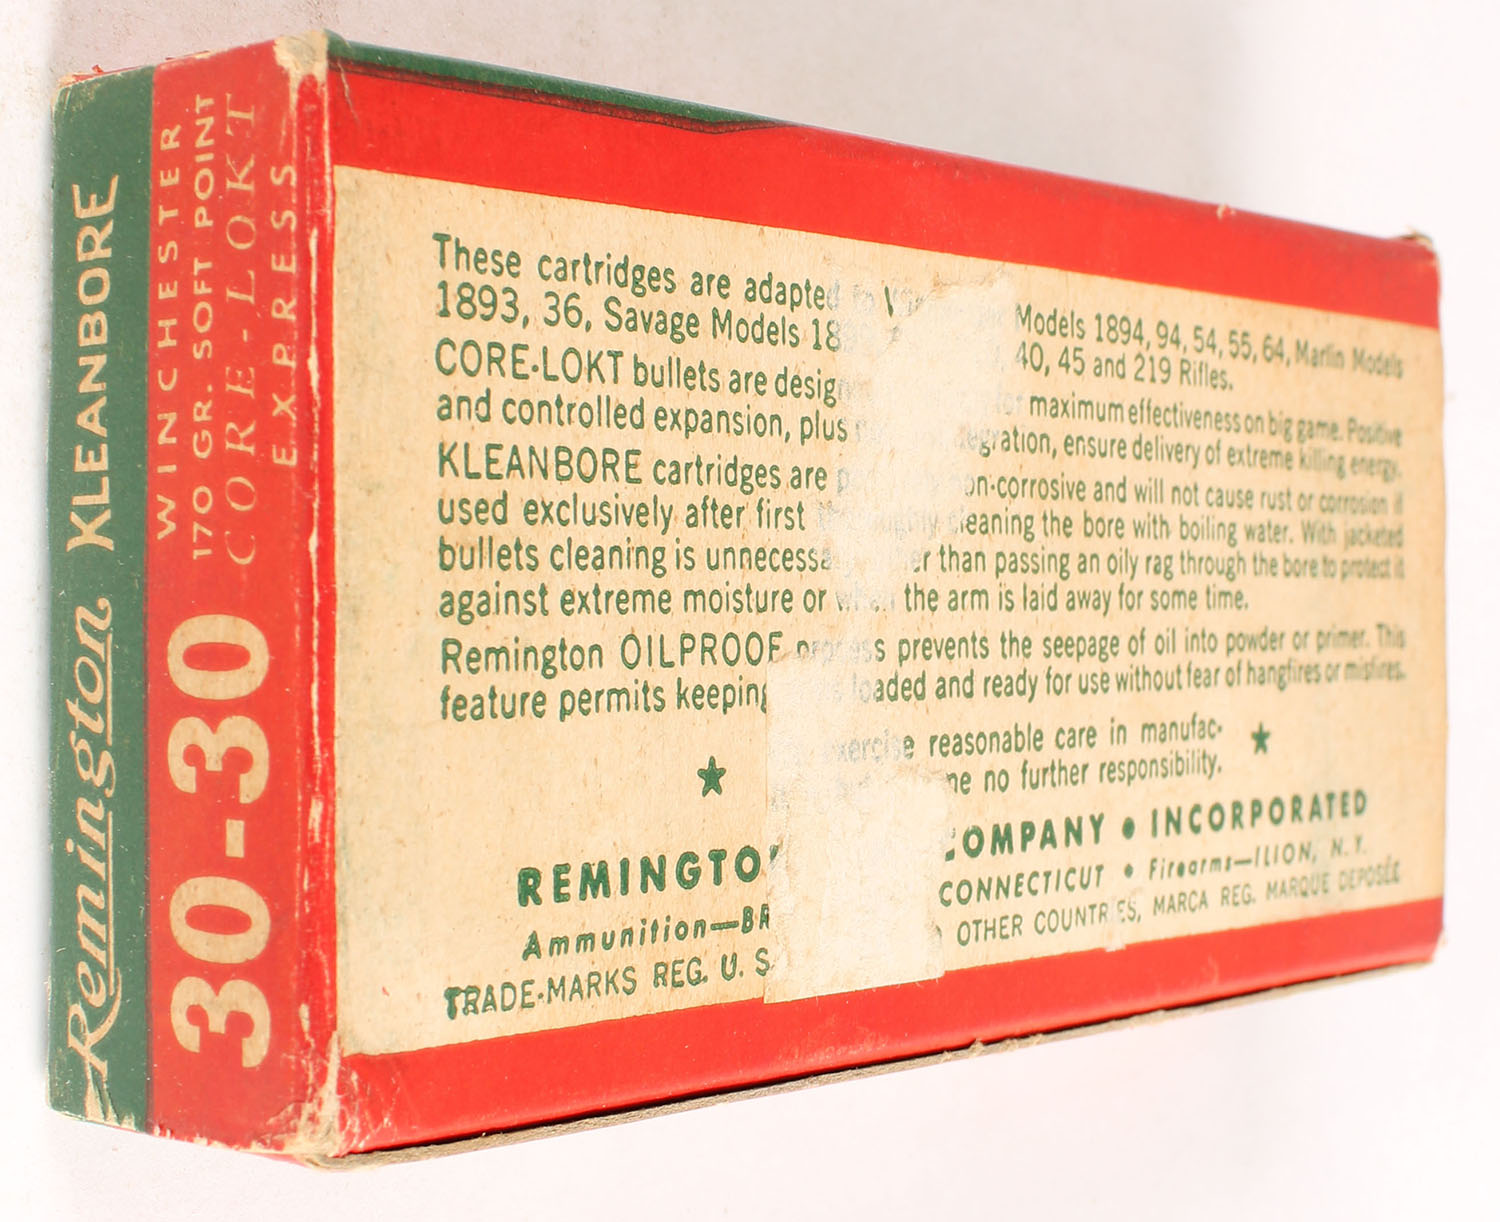 Remington KLEANBORE
30-30 WINCHESTER
170 GR. SOFT POINT
CORE-LOKT
EXPRESS
These cartridges are adapted Models 1894, 94, 54, 55, 64, Marlin Models
1893, 36, Savage Models 40, 45 and 219 Rifles.
CORE-LOKT bullets are for maximum effectiveness on big game. Positive
and controlled expansion, plus ensure delivery of extreme killing energy.
KLEANBORE cartridges are and will not cause rust or corrosion if
used exclusively after first cleaning the bore with boiling water. With jacketed
bullets cleaning is than passing an oily rag through the bore to protect it
against extreme moisture or the arm is laid away for some time.
Remington OILPROOF process prevents the seepage of oil into powder or primer. This
feature permits keeping and ready for use without fear of hangfires or misfires.
reasonable care in manufac-
no further responsibility.
REMINGTON COMPANY • INCORPORATED
Ammunition— CONNECTICUT • Firearms—ILION, N. Y.
TRADE-MARKS REG. U. S. OTHER COUNTRIES, MARCA REG. MARQUE DEPOSÉE